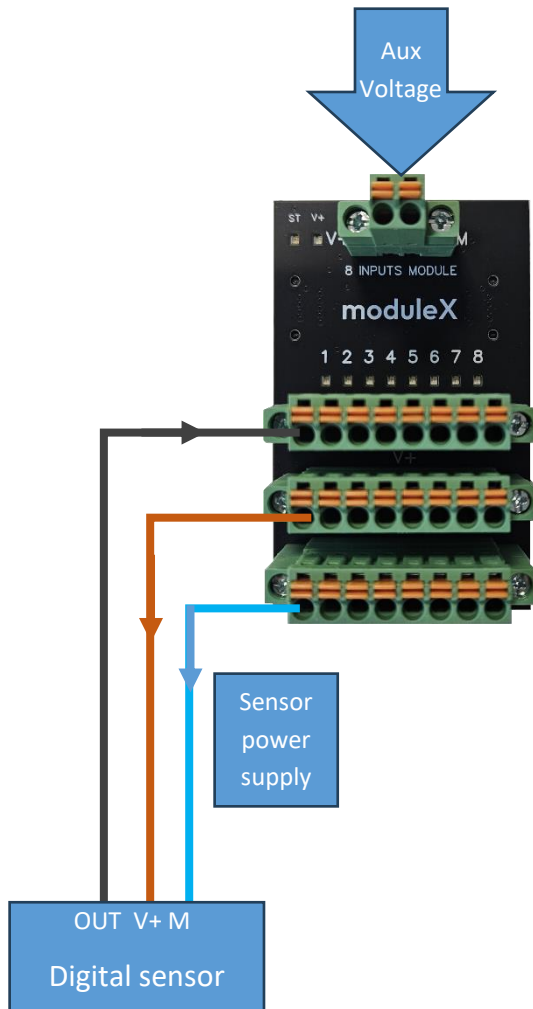 Aux
Voltage
ST V+
V+ M
8 INPUTS MODULE
moduleX
1 2 3 4 5 6 7 8
V+
Sensor
power
supply
OUT V+ M
Digital sensor